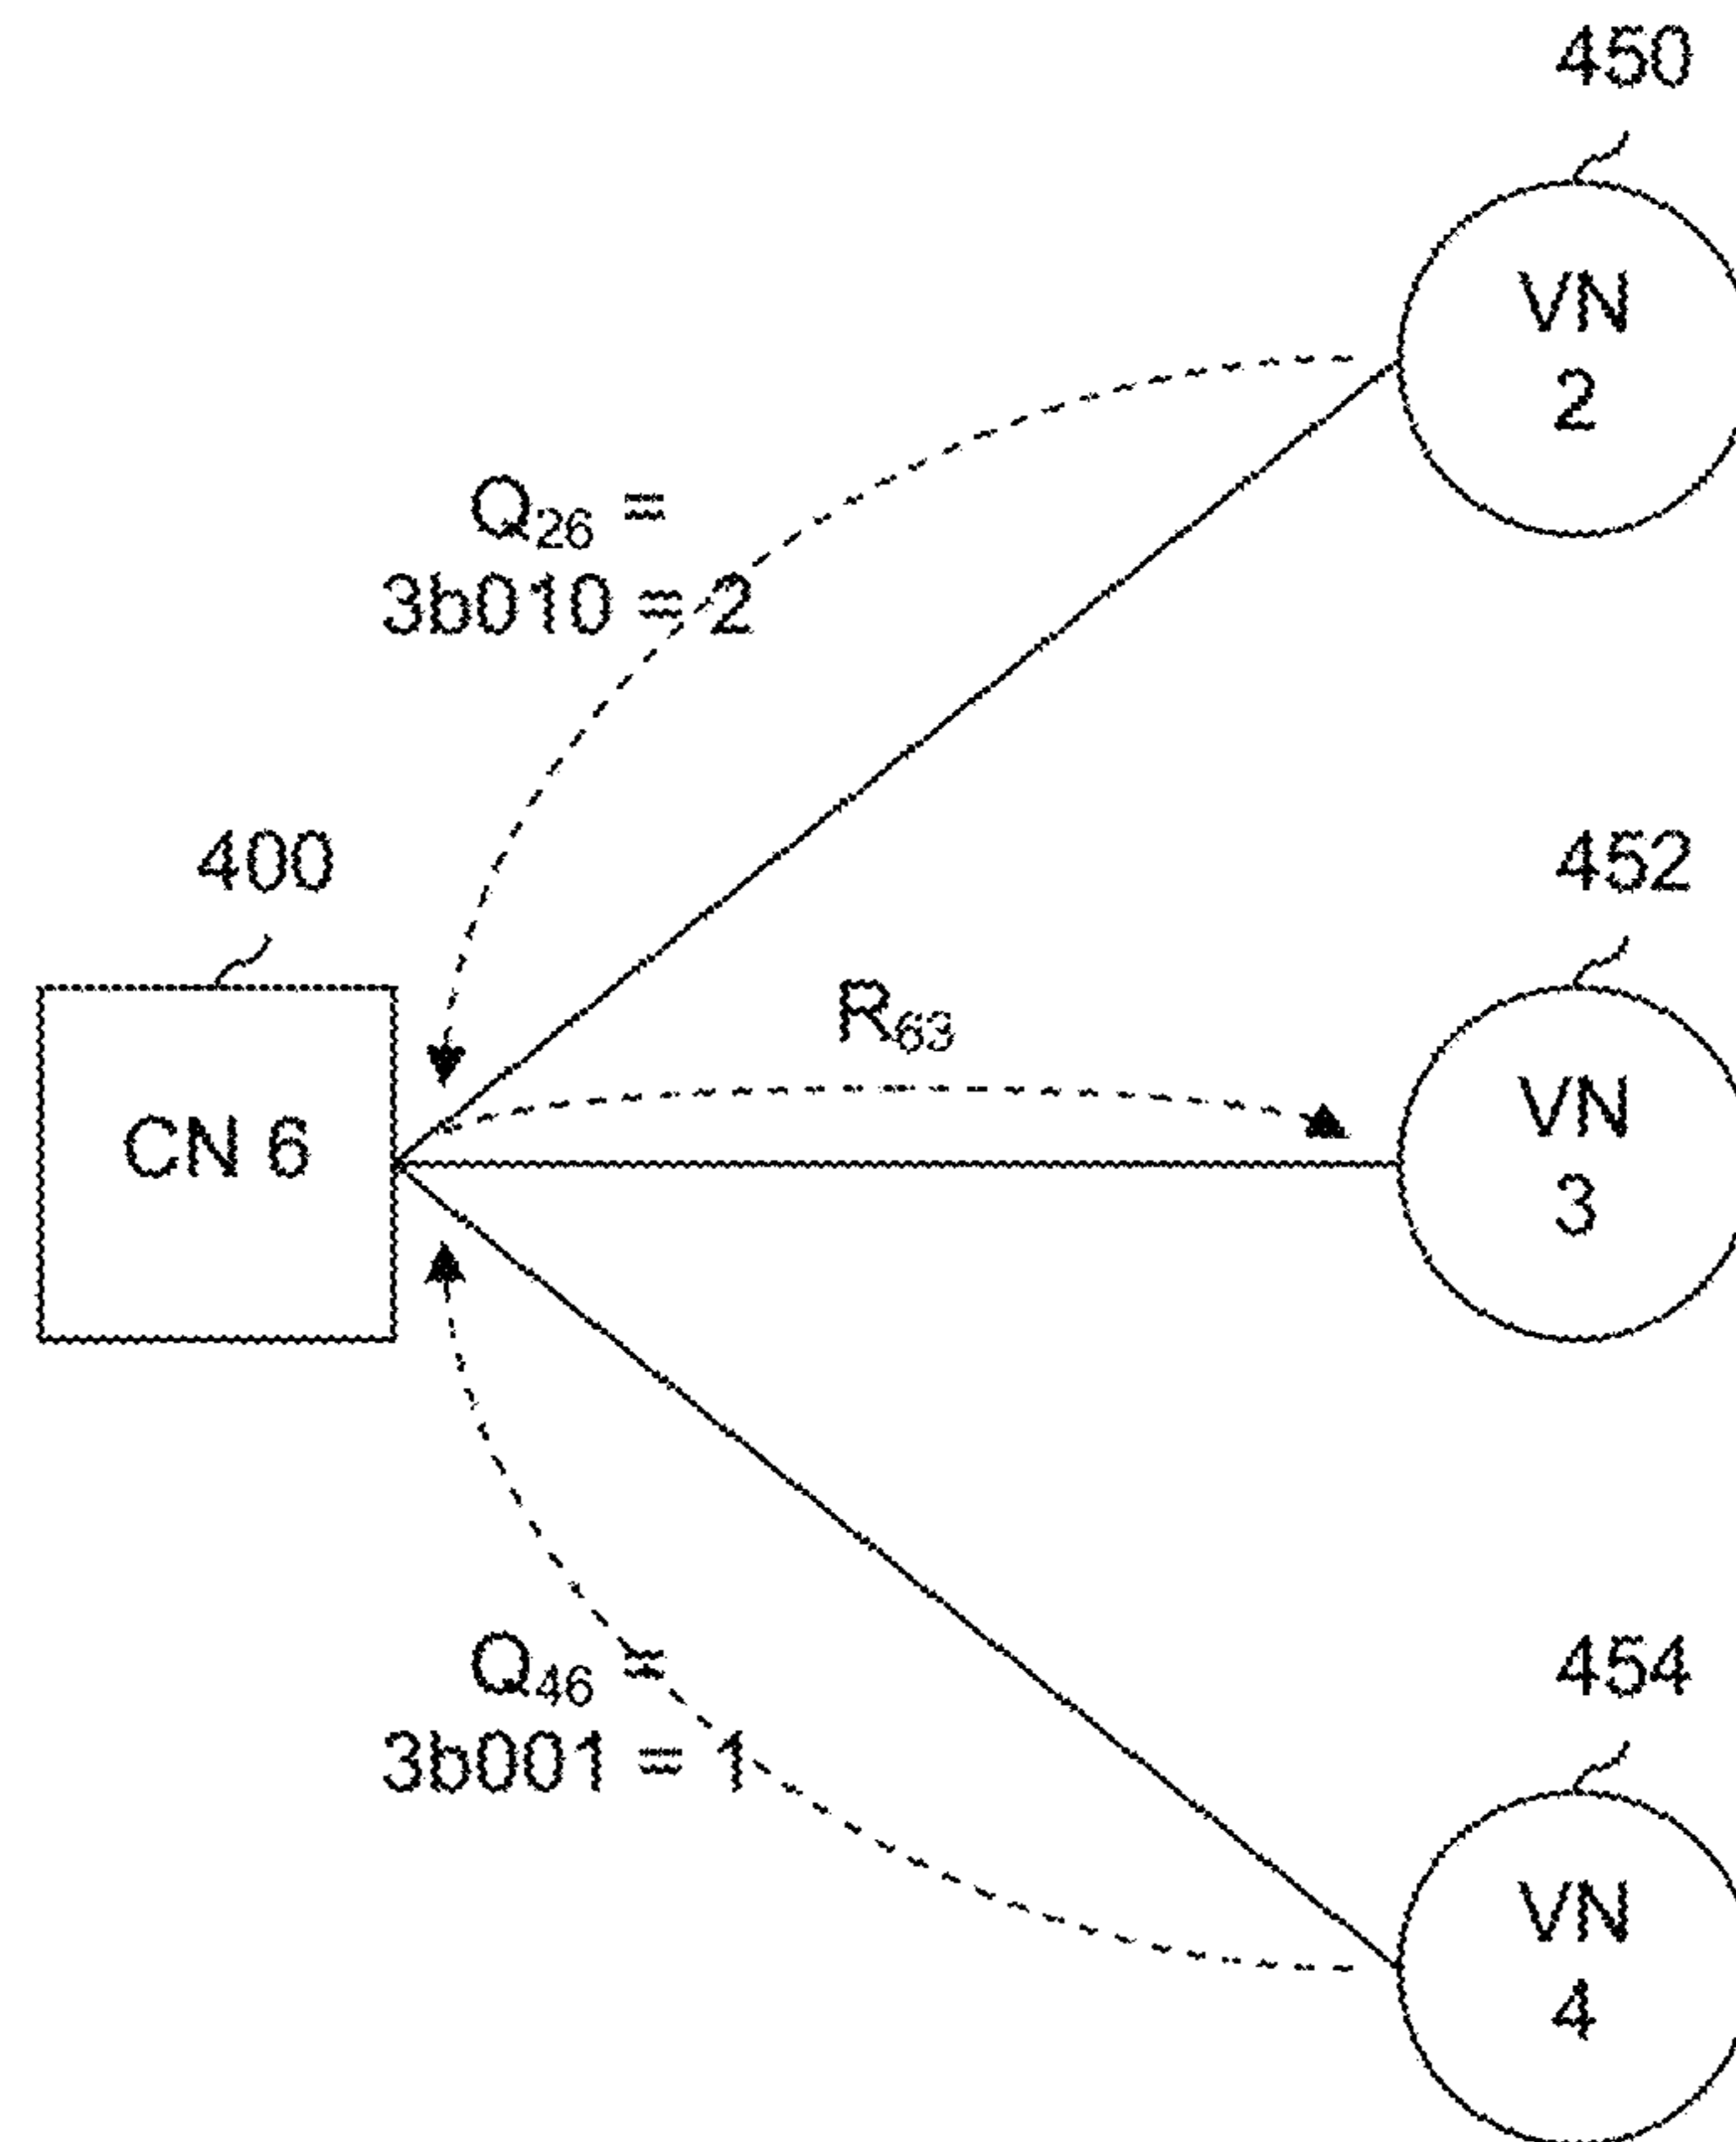 450
VN
2
Q26 =
3b010 = 2
400
452
R63
CN 6
VN
3
Q46 =
3b001 = 1
454
VN
4